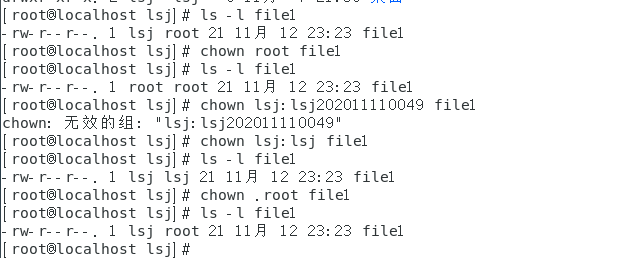 [root@localhost lsj]# ls -l file1
-rw-r--r--. 1 lsj root 21 11月 12 23:23 file1
[root@localhost lsj]# chown root file1
[root@localhost lsj]# ls -l file1
-rw-r--r--. 1 root root 21 11月 12 23:23 file1
[root@localhost lsj]# chown lsj:lsj202011110049 file1
chown: 无效的组: "lsj:lsj202011110049"
[root@localhost lsj]# chown lsj:lsj file1
[root@localhost lsj]# ls -l file1
-rw-r--r--. 1 lsj lsj 21 11月 12 23:23 file1
[root@localhost lsj]# chown .root file1
[root@localhost lsj]# ls -l file1
-rw-r--r--. 1 lsj root 21 11月 12 23:23 file1
[root@localhost lsj]#